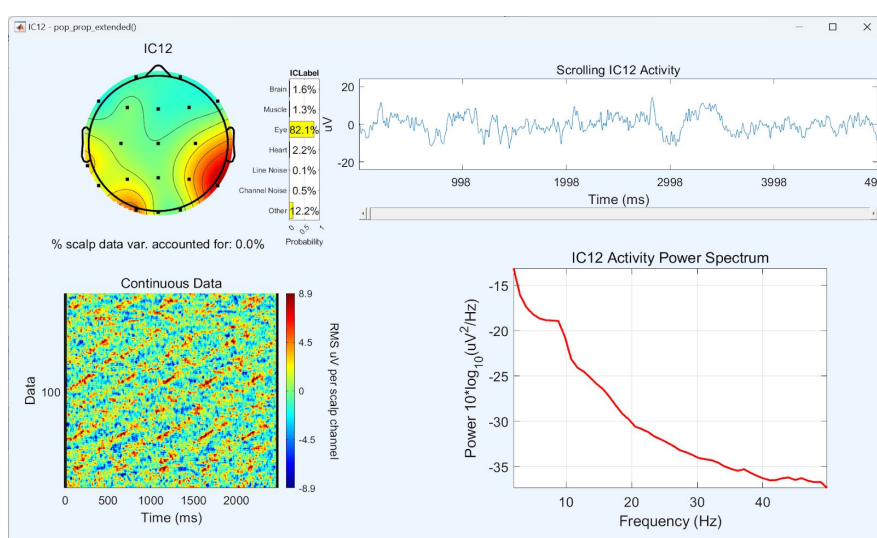 IC12 - pop_prop_extended()
IC12
ICLabel
Brain 1.6%
Muscle 1.3%
Eye 82.1%
Heart 2.2%
Line Noise 0.1%
Channel Noise 0.5%
Other 12.2%
0 0.5 1
Probability
% scalp data var. accounted for: 0.0%
Scrolling IC12 Activity
uV
20
0
-20
998 1998 2998 3998 49
Time (ms)
Continuous Data
Data
100
0 500 1000 1500 2000
Time (ms)
8.9
4.5
0
-4.5
-8.9
RMS uV per scalp channel
IC12 Activity Power Spectrum
Power 10*log10(uV2/Hz)
-15
-20
-25
-30
-35
10 20 30 40
Frequency (Hz)